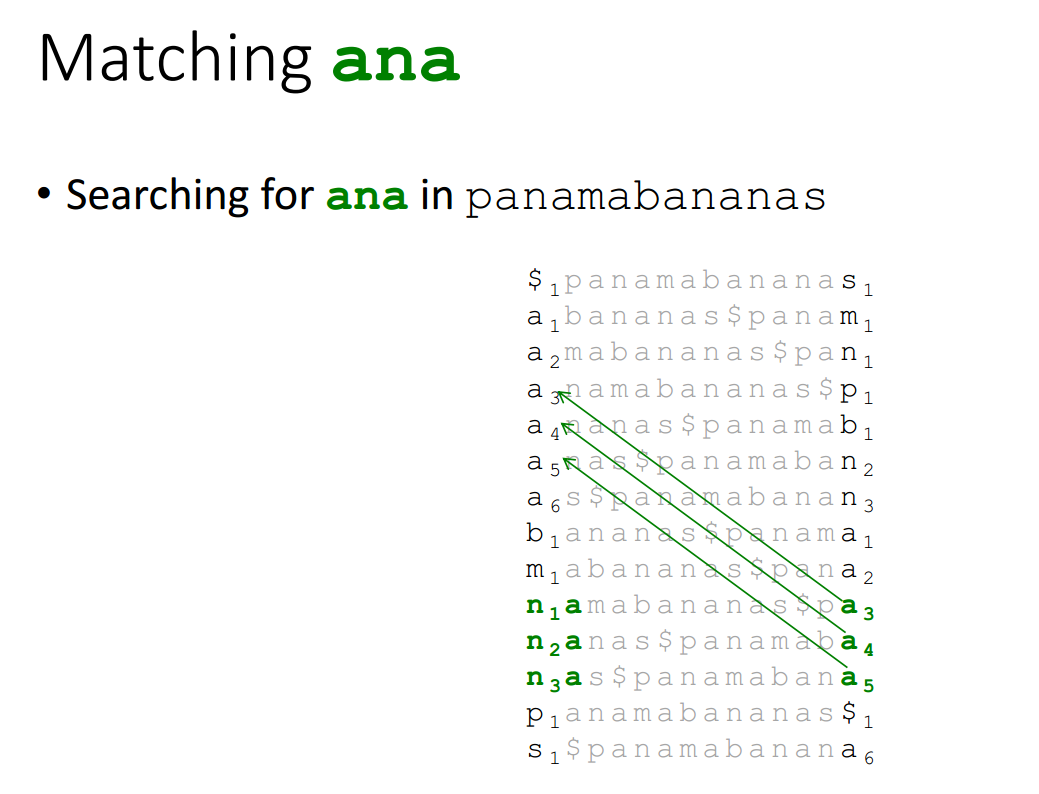 Matching ana
• Searching for ana in panamabananas
$1panamabananas1
a1bananas$panam1
a2mabananas$pan1
a3namabananas$p1
a4nanas$panamab1
a5nas$panamaban2
a6s$panamabanan3
b1ananas$panama1
m1abananas$pana2
n1amabananas$pa3
n2anas$panamaba4
n3as$panamabana5
p1anamabananas$1
s1$panamabanana6